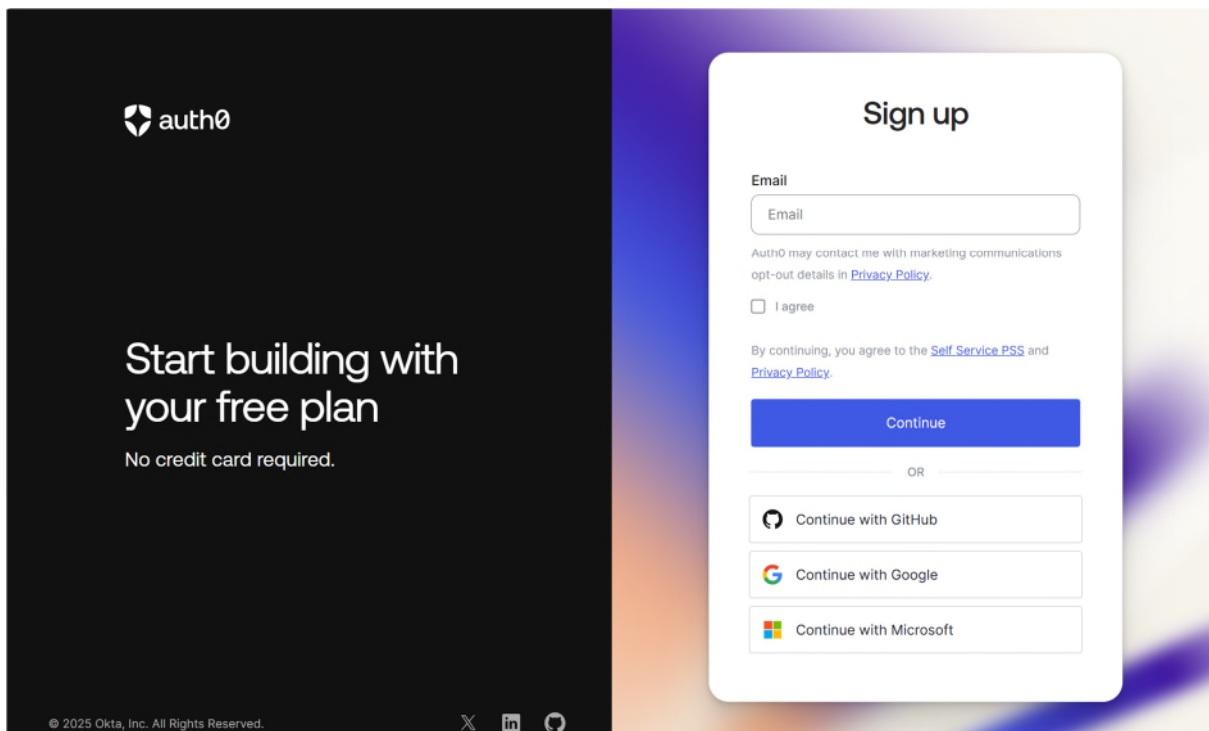 auth0
Start building with
your free plan
No credit card required.
© 2025 Okta, Inc. All Rights Reserved.
Sign up
Email
Email
Auth0 may contact me with marketing communications
opt-out details in Privacy Policy.
I agree
By continuing, you agree to the Self Service PSS and
Privacy Policy.
Continue
OR
Continue with GitHub
Continue with Google
Continue with Microsoft